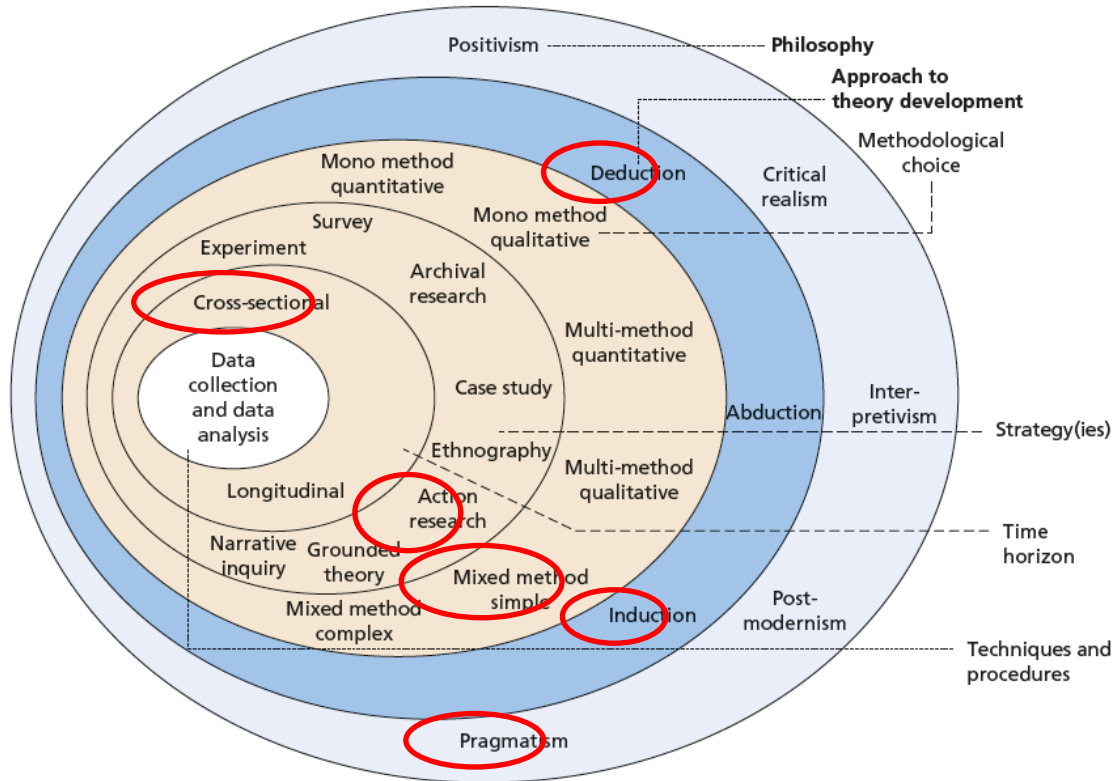 Positivism
Philosophy
Approach to
theory development
Methodological
choice
Mono method
quantitative
Deduction
Critical
realism
Survey
Mono method
qualitative
Experiment
Archival
research
Cross-sectional
Multi-method
quantitative
Data
collection
and data
analysis
Case study
Abduction
Inter-
pretivism
Strategy(ies)
Ethnography
Multi-method
qualitative
Longitudinal
Action
research
Time
horizon
Narrative
inquiry
Grounded
theory
Mixed method
simple
Mixed method
complex
Induction
Post-
modernism
Techniques and
procedures
Pragmatism